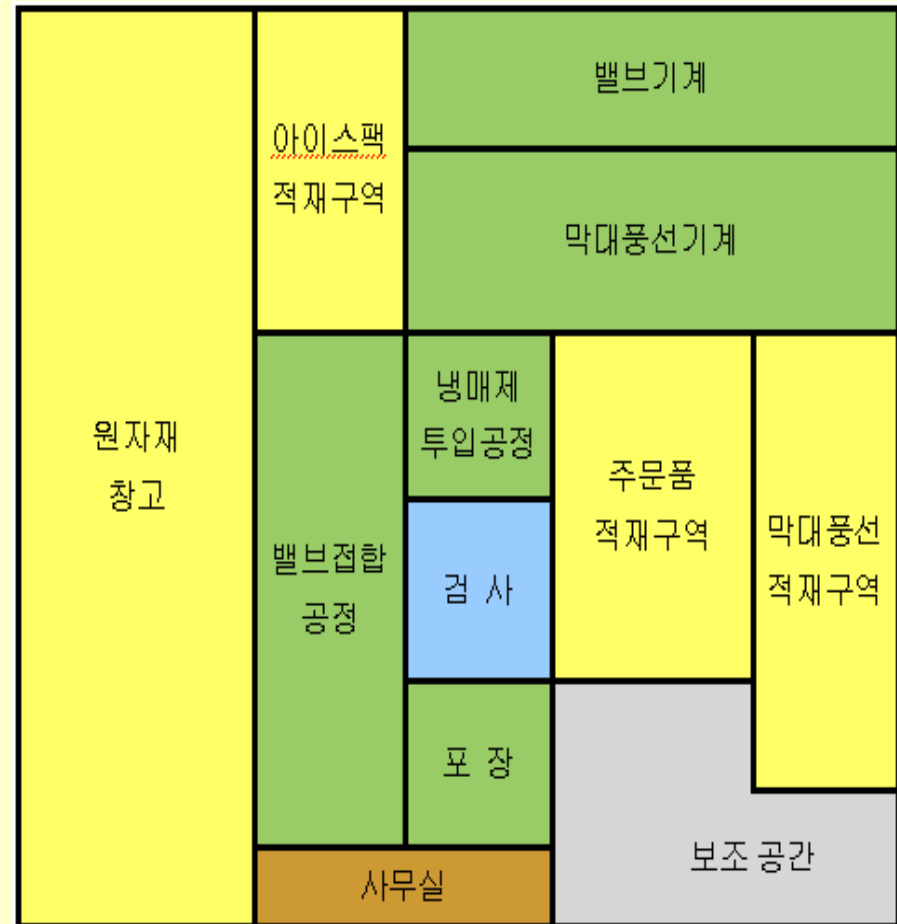 밸브기계
아이스팩
적재구역
막대풍선기계
원자재
창고
밸브접합
공정
냉매제
투입공정
검 사
포 장
주문품
적재구역
막대풍선
적재구역
보조 공간
사무실